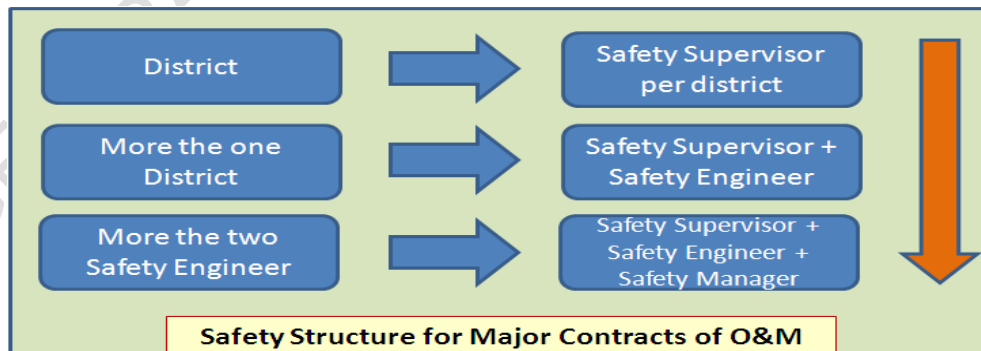 District
Safety Supervisor
per district
More the one
District
Safety Supervisor +
Safety Engineer
More the two
Safety Engineer
Safety Supervisor +
Safety Engineer +
Safety Manager
Safety Structure for Major Contracts of O&M